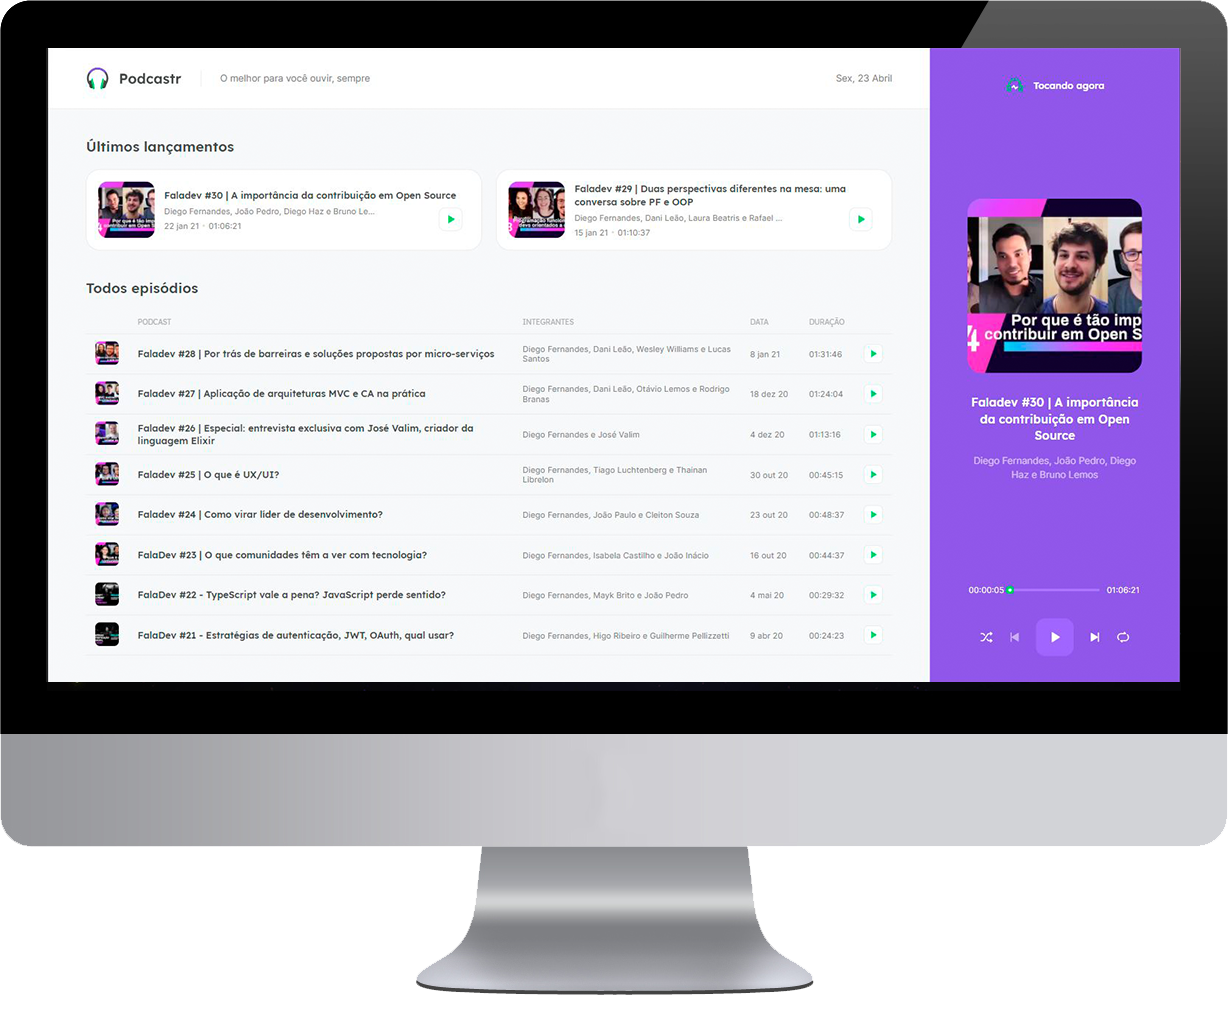 Podcastr
O melhor para você ouvir, sempre
Sex, 23 Abril
Últimos lançamentos
Faladev #30 | A importância da contribuição em Open Source
Diego Fernandes, João Pedro, Diego Haz e Bruno Le...
22 jan 21 · 01:06:21
Por que é tão imp
contribuir em Open S
Faladev #29 | Duas perspectivas diferentes na mesa: uma
conversa sobre PF e OOP
Diego Fernandes, Dani Leão, Laura Beatris e Rafael ...
15 jan 21 · 01:10:37
Todos episódios
PODCAST INTEGRANTES DATA DURAÇÃO
Faladev #28 | Por trás de barreiras e soluções propostas por micro-serviços
Diego Fernandes, Dani Leão, Wesley Williams e Lucas
Santos
8 jan 21 01:31:46
Faladev #27 | Aplicação de arquiteturas MVC e CA na prática
Diego Fernandes, Dani Leão, Otávio Lemos e Rodrigo
Branas
18 dez 20 01:24:04
Faladev #26 | Especial: entrevista exclusiva com José Valim, criador da
linguagem Elixir
Diego Fernandes e José Valim
4 dez 20 01:13:16
Faladev #25 | O que é UX/UI?
Diego Fernandes, Tiago Luchtenberg e Thainan
Librelon
30 out 20 00:45:15
Faladev #24 | Como virar lider de desenvolvimento?
Diego Fernandes, João Paulo e Cleiton Souza
23 out 20 00:48:37
FalaDev #23 | O que comunidades têm a ver com tecnologia?
Diego Fernandes, Isabela Castilho e João Inácio
16 out 20 00:44:37
FalaDev #22 - TypeScript vale a pena? JavaScript perde sentido?
Diego Fernandes, Mayk Brito e João Pedro
4 mai 20 00:29:32
FalaDev #21 - Estratégias de autenticação, JWT, OAuth, qual usar?
Diego Fernandes, Higo Ribeiro e Guilherme Pellizzetti
9 abr 20 00:24:23
Tocando agora
Por que é tão imp
4 contribuir em Open S
Faladev #30 | A importância
da contribuição em Open
Source
Diego Fernandes, João Pedro, Diego
Haz e Bruno Lemos
00:00:05 01:06:21